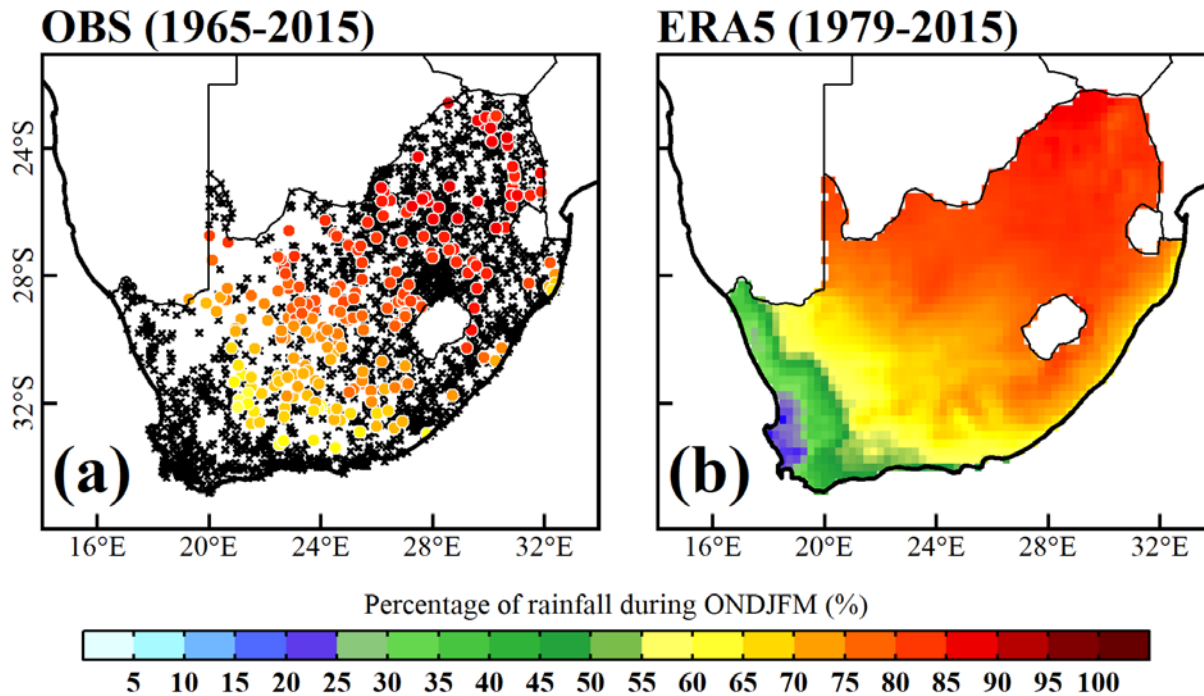 OBS (1965-2015)
ERA5 (1979-2015)
24°S
28°S
32°S
(a)
(b)
16°E 20°E 24°E 28°E 32°E
16°E 20°E 24°E 28°E 32°E
Percentage of rainfall during ONDJFM (%)
5 10 15 20 25 30 35 40 45 50 55 60 65 70 75 80 85 90 95 100